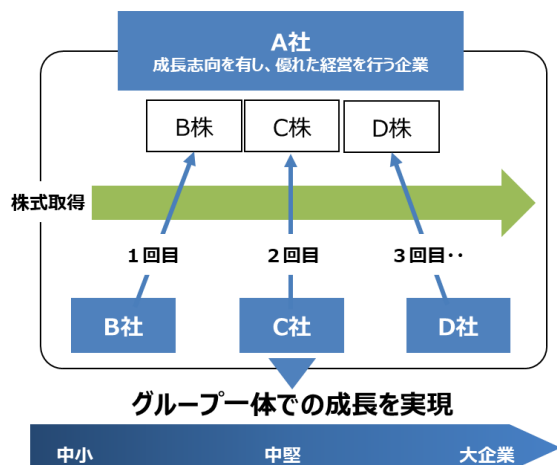 A社
成長志向を有し、優れた経営を行う企業
B株
C株
D株
株式取得
1回目
2回目
3回目・・
B社
C社
D社
グループ一体での成長を実現
中小
中堅
大企業